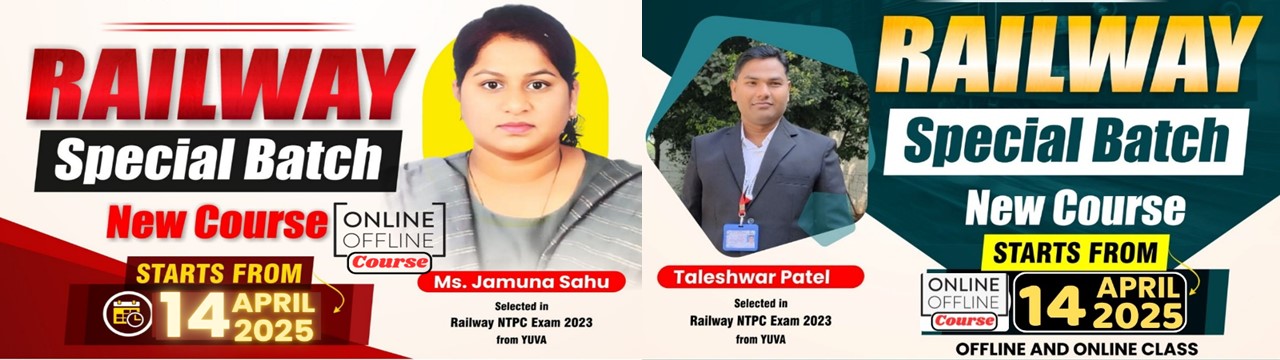 RAILWAY
Special Batch
New Course
ONLINE
OFFLINE
Course
STARTS FROM
14 APRIL
2025
Ms. Jamuna Sahu
Selected in
Railway NTPC Exam 2023
from YUVA
Taleshwar Patel
Selected in
Railway NTPC Exam 2023
from YUVA
RAILWAY
Special Batch
New Course
STARTS FROM
ONLINE
OFFLINE
Course
14 APRIL
2025
OFFLINE AND ONLINE CLASS